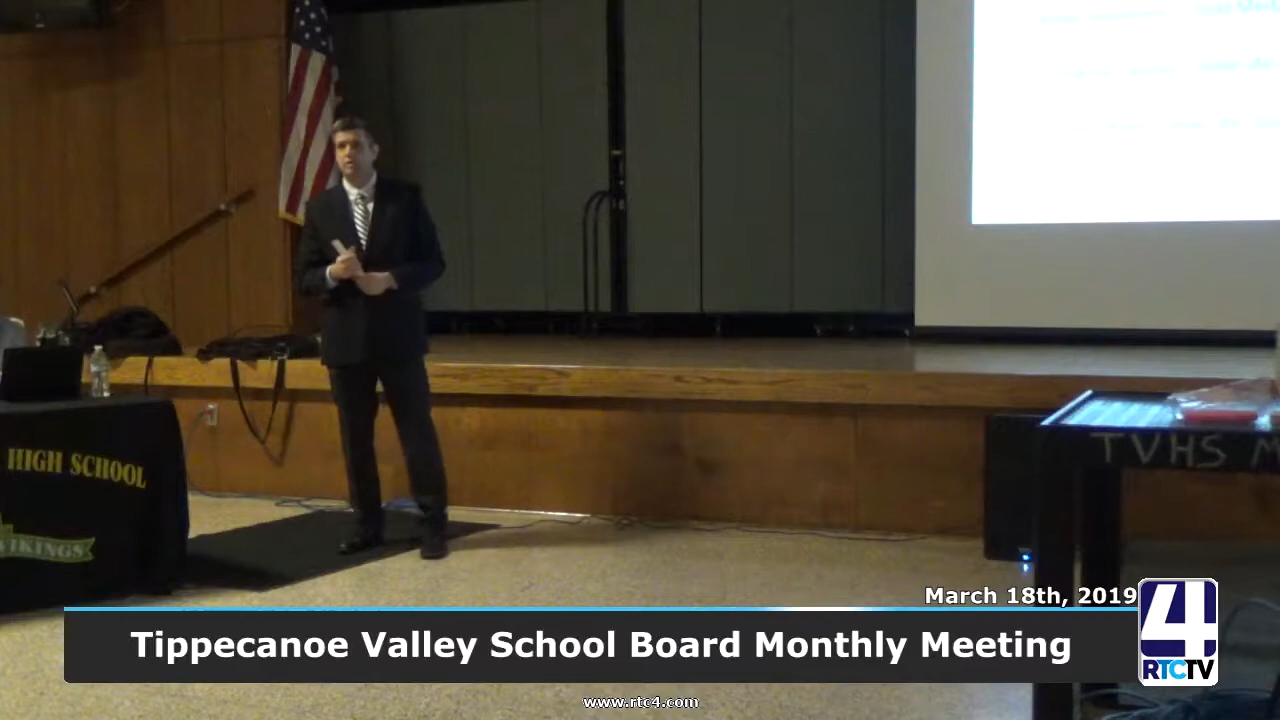 HIGH SCHOOL
VIKINGS
TVHS M
March 18th, 2019
Tippecanoe Valley School Board Monthly Meeting
4
RTCTV
www.rtc4.com